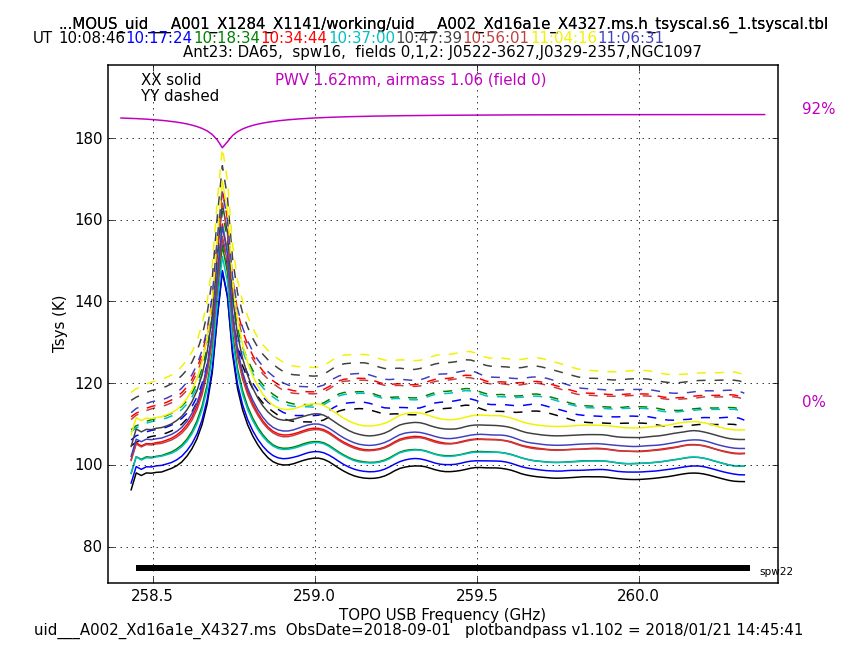 ...MOUS_uid___A001_X1284_X1141/working/uid___A002_Xd16a1e_X4327.ms.h_tsyscal.s6_1.tsyscal.tbl
UT 10:08:46 10:17:24 10:18:34 10:34:44 10:37:00 10:47:39 10:56:01 11:04:16 11:06:31
Ant23: DA65, spw16, fields 0,1,2: J0522-3627,J0329-2357,NGC1097
XX solid
YY dashed
PWV 1.62mm, airmass 1.06 (field 0)
92%
0%
180
160
140
120
100
80
Tsys (K)
spw22
258.5 259.0 259.5 260.0
TOPO USB Frequency (GHz)
uid___A002_Xd16a1e_X4327.ms ObsDate=2018-09-01 plotbandpass v1.102 = 2018/01/21 14:45:41